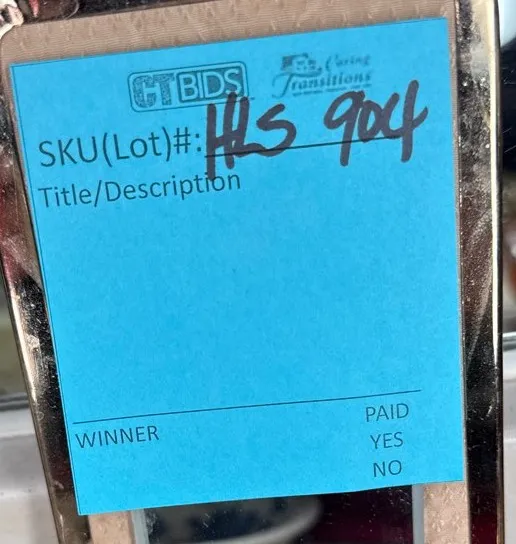 CTBIDS
Caring
Transitions
SKU(Lot)#: HLS 904
Title/Description
WINNER
PAID
YES
NO